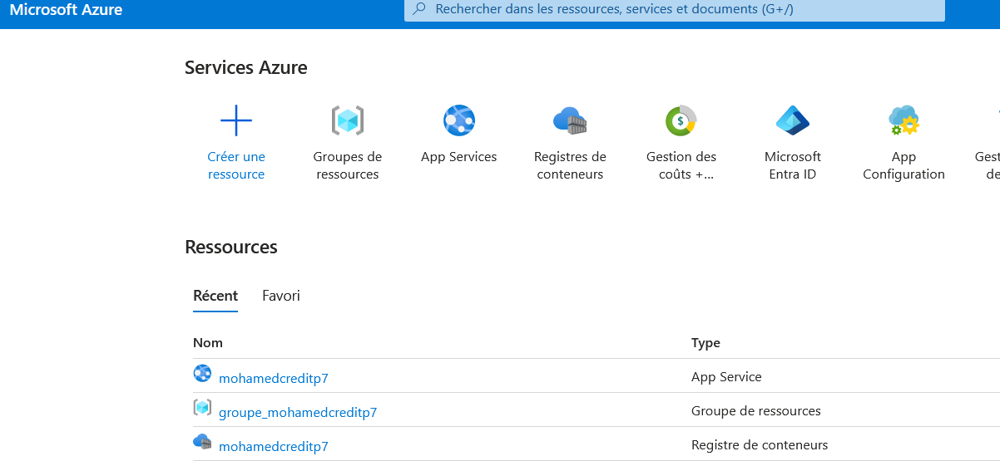 Microsoft Azure
Rechercher dans les ressources, services et documents (G+/)
Services Azure
Créer une
ressource
Groupes de
ressources
App Services
Registres de
conteneurs
Gestion des
coûts +...
Microsoft
Entra ID
App
Configuration
Ressources
Récent
Favori
Nom
Type
mohamedcreditp7
App Service
groupe_mohamedcreditp7
Groupe de ressources
mohamedcreditp7
Registre de conteneurs